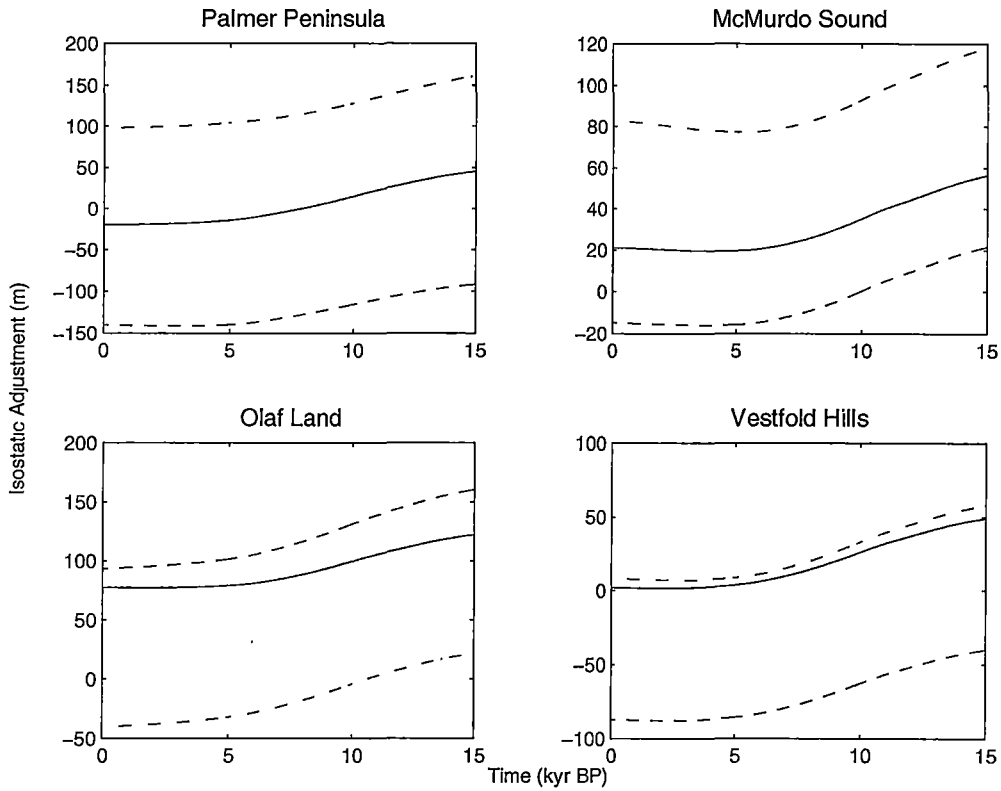 Palmer Peninsula
200
150
100
50
0
−50
−100
−150
0 5 10 15
McMurdo Sound
120
100
80
60
40
20
0
−20
0 5 10 15
Isostatic Adjustment (m)
Olaf Land
200
150
100
50
0
−50
0 5 10 15
Vestfold Hills
100
50
0
−50
−100
0 5 10 15
Time (kyr BP)